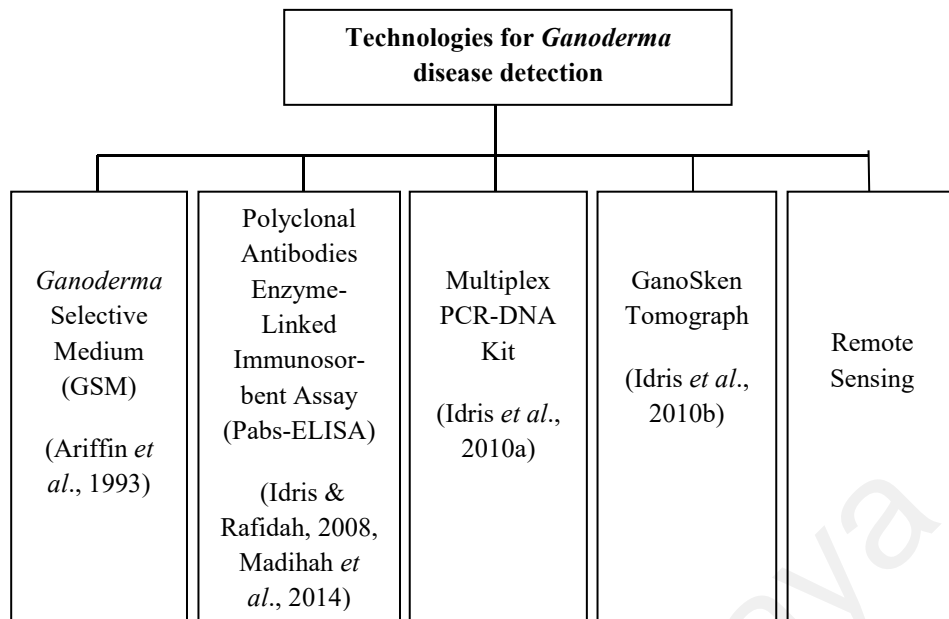 Technologies for Ganoderma
disease detection
Ganoderma
Selective
Medium
(GSM)
(Ariffin et
al., 1993)
Polyclonal
Antibodies
Enzyme-
Linked
Immunosor-
bent Assay
(Pabs-ELISA)
(Idris &
Rafidah, 2008,
Madihah et
al., 2014)
Multiplex
PCR-DNA
Kit
(Idris et al.,
2010a)
GanoSken
Tomograph
(Idris et al.,
2010b)
Remote
Sensing